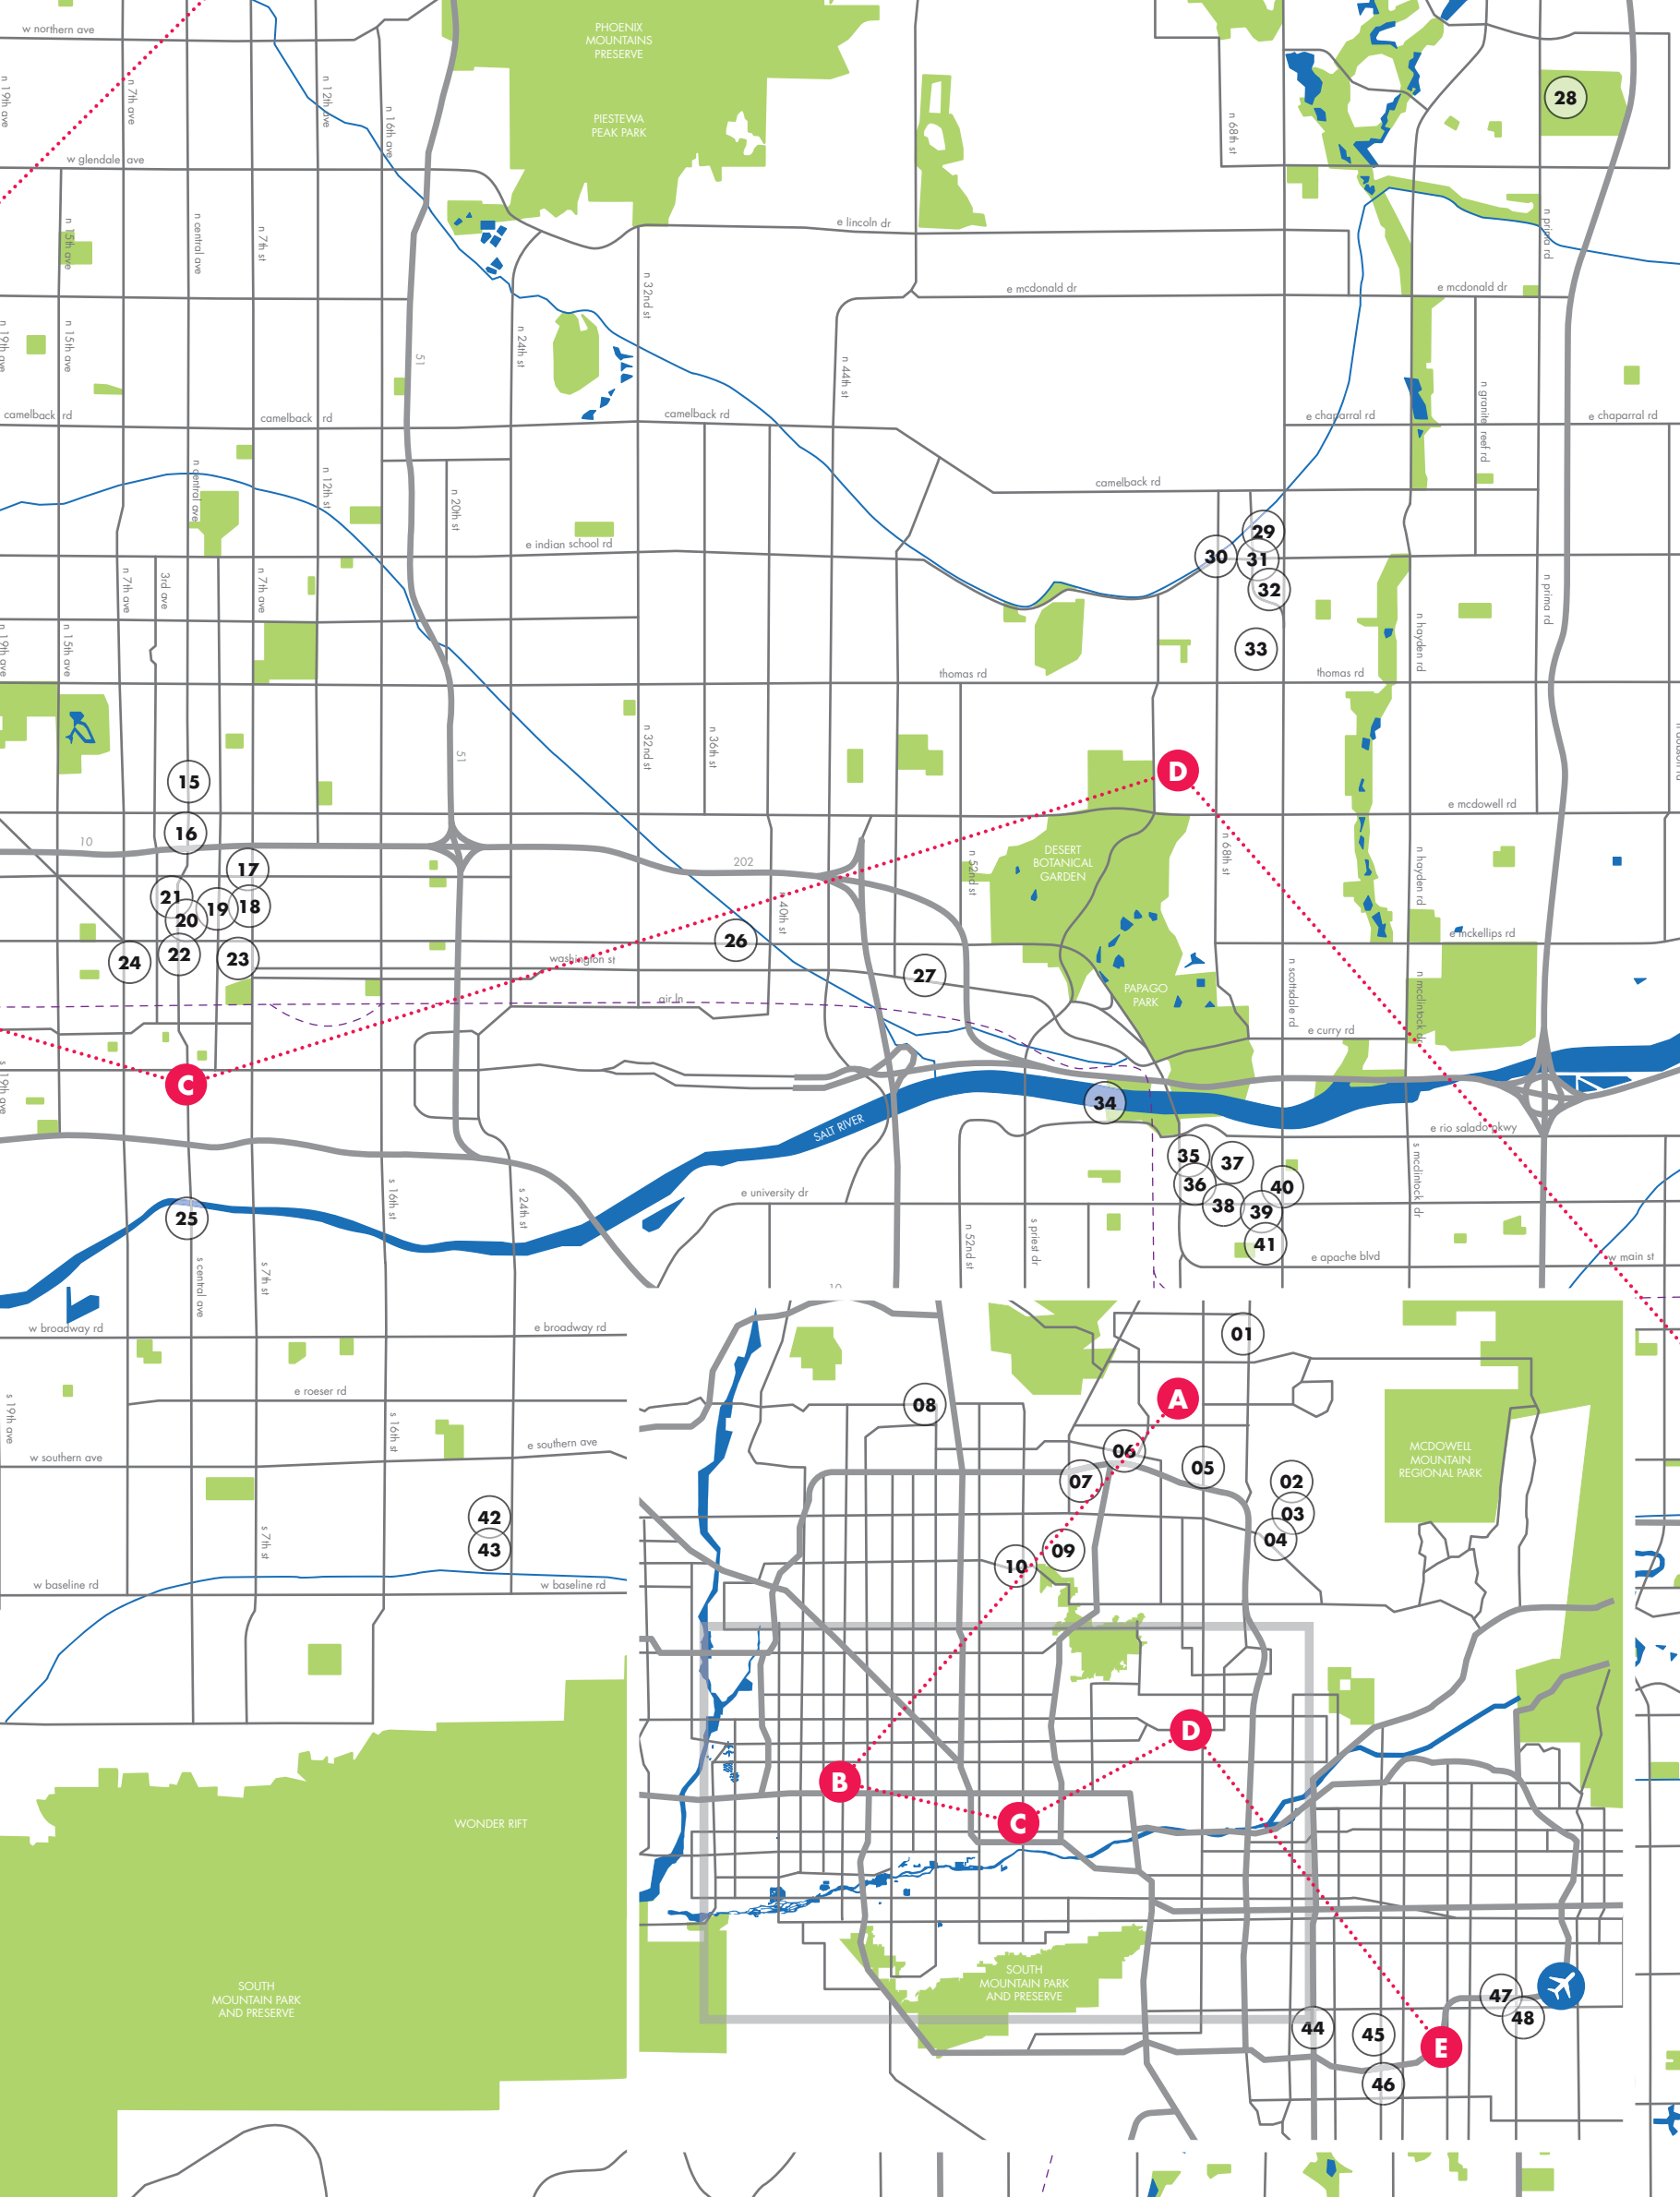 w northern ave
PHOENIX
MOUNTAINS
PRESERVE
28
n 19th ave
n 7th ave
n 12th ave
n 16th ave
PIESTEWA
PEAK PARK
n 68th st
w glendale ave
n 15th ave
n central ave
n 7th st
e lincoln dr
n prima rd
n 32nd st
e mcdonald dr
e mcdonald dr
n 19th ave
n 15th ave
51
n 24th st
n 44th st
n granite reef rd
camelback rd
camelback rd
camelback rd
e chaparral rd
e chaparral rd
n central ave
n 12th st
n 20th st
camelback rd
29
e indian school rd
30
31
32
n 7th ave
3rd ave
n 7th ave
n prima rd
n 19th ave
n 15th ave
n hayden rd
33
thomas rd
thomas rd
n 32nd st
n 36th st
51
15
D
e mcdowell rd
16
10
DESERT
BOTANICAL
GARDEN
n 68th st
202
n 52nd st
n hayden rd
17
21
19
18
20
40th st
26
e mckellips rd
22
23
24
washington st
27
n scottsdale rd
n mcclintock dr
PAPAGO
PARK
air ln
e curry rd
s 19th ave
C
34
SALT RIVER
e rio salado pkwy
35
37
36
40
38
39
41
s mcclintock dr
s 16th st
s 24th st
e university dr
25
n 52nd st
s priest dr
s central ave
s 7th st
e apache blvd
w main st
w broadway rd
e broadway rd
01
e roeser rd
s 19th ave
s 16th st
08
A
w southern ave
e southern ave
06
07
05
02
03
04
MCDOWELL
MOUNTAIN
REGIONAL PARK
42
43
s 7th st
09
10
w baseline rd
w baseline rd
D
B
C
WONDER RIFT
SOUTH
MOUNTAIN PARK
AND PRESERVE
SOUTH
MOUNTAIN PARK
AND PRESERVE
47
48
44
45
E
46